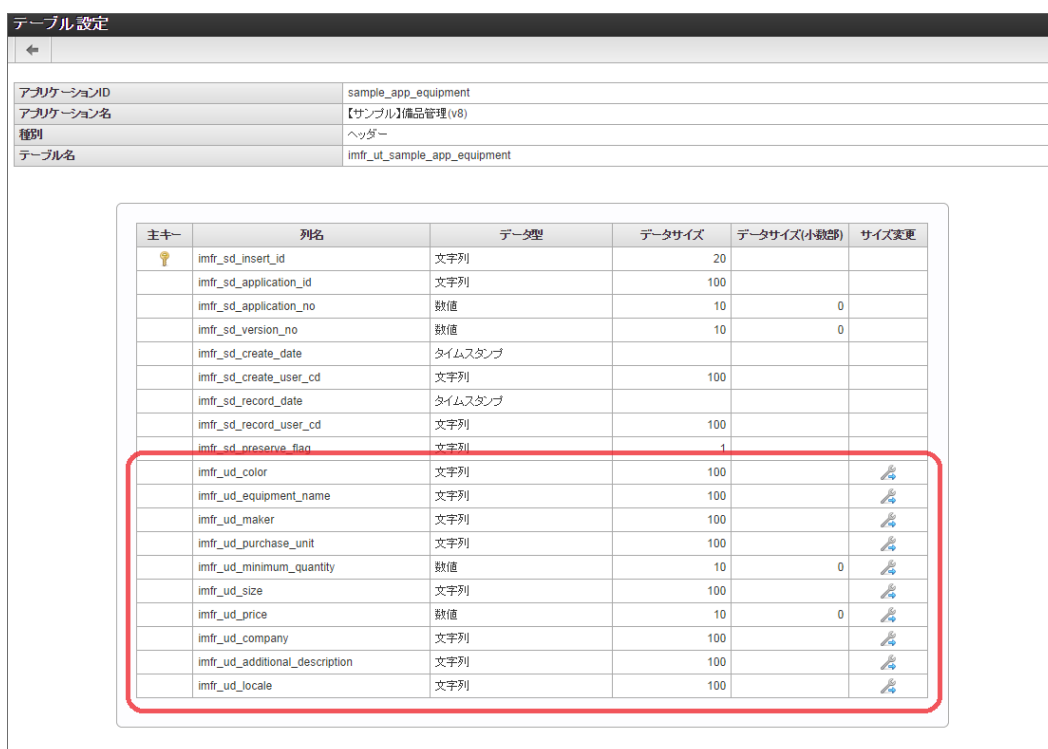 テーブル設定
アプリケーションID sample_app_equipment
アプリケーション名 【サンプル】備品管理(v8)
種別 ヘッダー
テーブル名 imfr_ut_sample_app_equipment
主キー 列名 データ型 データサイズ データサイズ(小数部) サイズ変更
imfr_sd_insert_id 文字列 20
imfr_sd_application_id 文字列 100
imfr_sd_application_no 数値 10 0
imfr_sd_version_no 数値 10 0
imfr_sd_create_date タイムスタンプ
imfr_sd_create_user_cd 文字列 100
imfr_sd_record_date タイムスタンプ
imfr_sd_record_user_cd 文字列 100
imfr_sd_preserve_flag 文字列 1
imfr_ud_color 文字列 100
imfr_ud_equipment_name 文字列 100
imfr_ud_maker 文字列 100
imfr_ud_purchase_unit 文字列 100
imfr_ud_minimum_quantity 数値 10 0
imfr_ud_size 文字列 100
imfr_ud_price 数値 10 0
imfr_ud_company 文字列 100
imfr_ud_additional_description 文字列 100
imfr_ud_locale 文字列 100